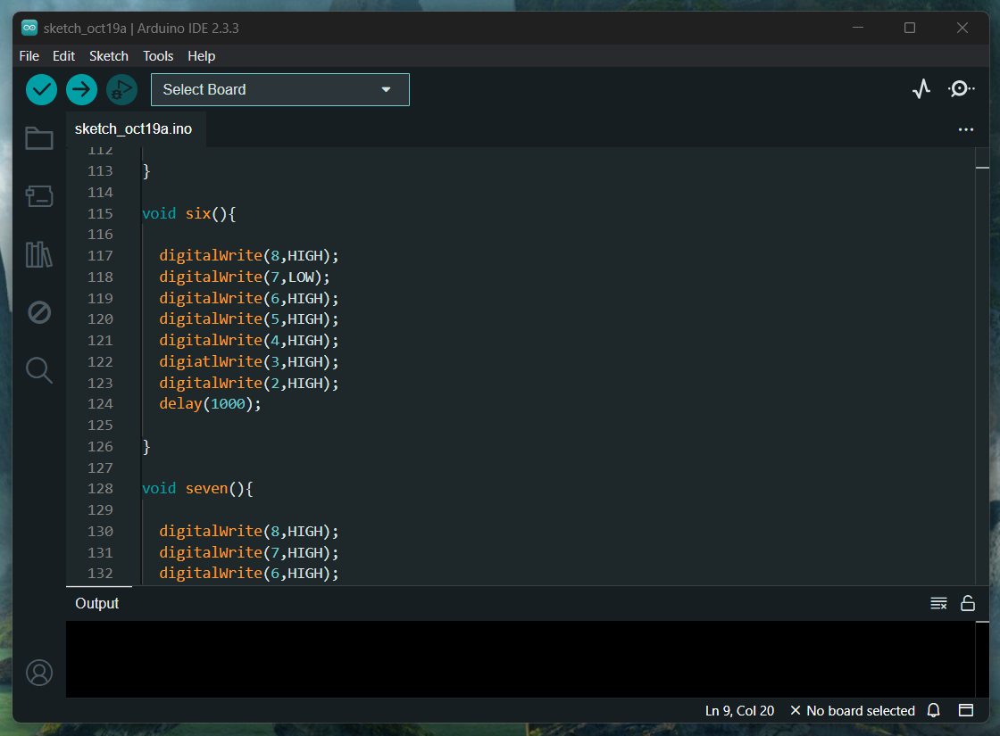 sketch_oct19a | Arduino IDE 2.3.3
File Edit Sketch Tools Help
Select Board
sketch_oct19a.ino
112
113 }
114
115 void six(){
116
117 digitalWrite(8,HIGH);
118 digitalWrite(7,LOW);
119 digitalWrite(6,HIGH);
120 digitalWrite(5,HIGH);
121 digitalWrite(4,HIGH);
122 digiatlWrite(3,HIGH);
123 digitalWrite(2,HIGH);
124 delay(1000);
125
126 }
127
128 void seven(){
129
130 digitalWrite(8,HIGH);
131 digitalWrite(7,HIGH);
132 digitalWrite(6,HIGH);
Output
Ln 9, Col 20 No board selected